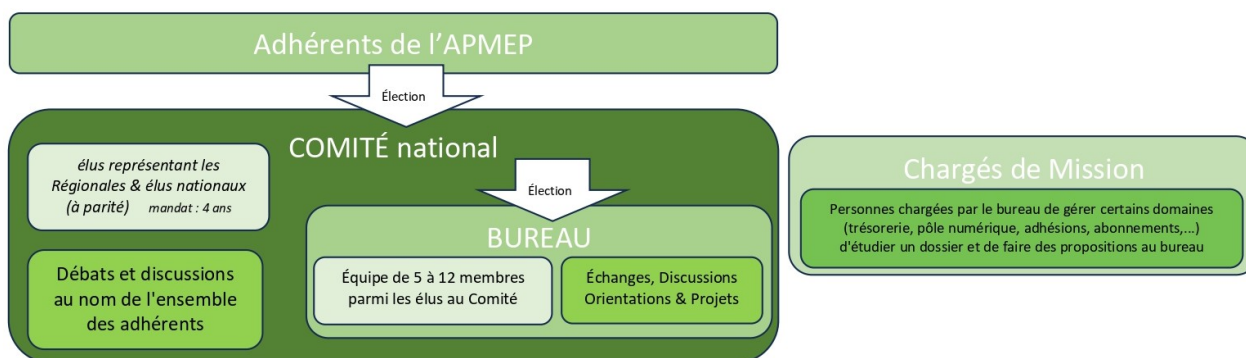 Adhérents de l’APMEP
Élection
COMITÉ national
élus représentant les
Régionales & élus nationaux
(à parité) mandat : 4 ans
Débats et discussions
au nom de l'ensemble
des adhérents
Élection
BUREAU
Équipe de 5 à 12 membres
parmi les élus au Comité
Échanges, Discussions
Orientations & Projets
Chargés de Mission
Personnes chargées par le bureau de gérer certains domaines
(trésorerie, pôle numérique, adhésions, abonnements,...)
d'étudier un dossier et de faire des propositions au bureau